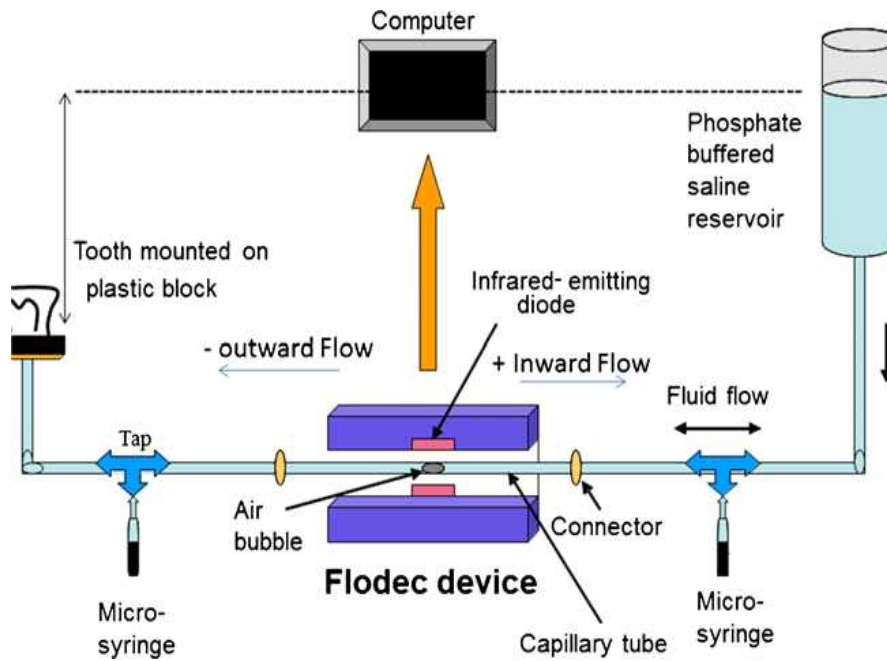 Computer
Phosphate
buffered
saline
reservoir
Tooth mounted on
plastic block
Infrared- emitting
diode
- outward Flow
+ Inward Flow
Fluid flow
Tap
Air
bubble
Connector
Flodec device
Micro-
syringe
Capillary tube
Micro-
syringe